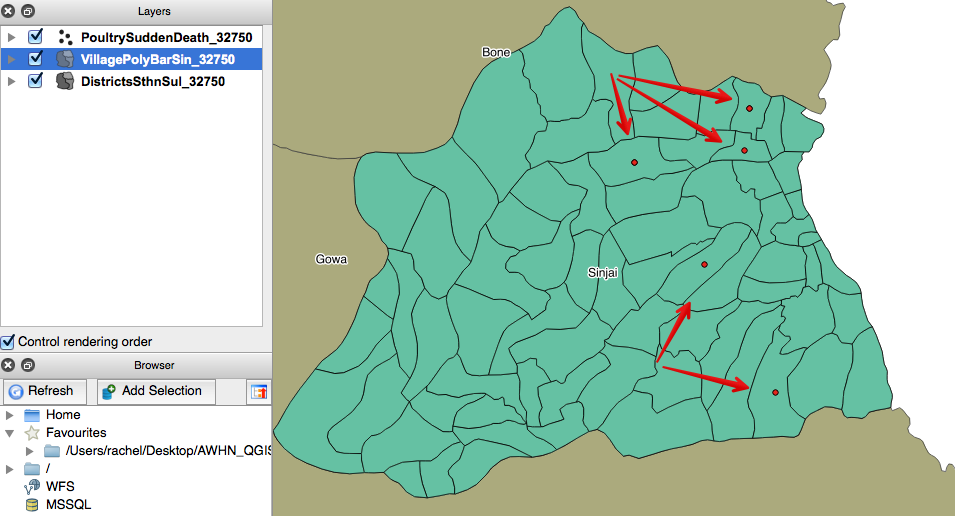 Layers
PoultrySuddenDeath_32750
VillagePolyBarSin_32750
DistrictsSthnSul_32750
Control rendering order
Browser
Refresh
Add Selection
Home
Favourites
/Users/rachel/Desktop/AWHN_QGIS
/
WFS
MSSQL
Bone
Gowa
Sinjai